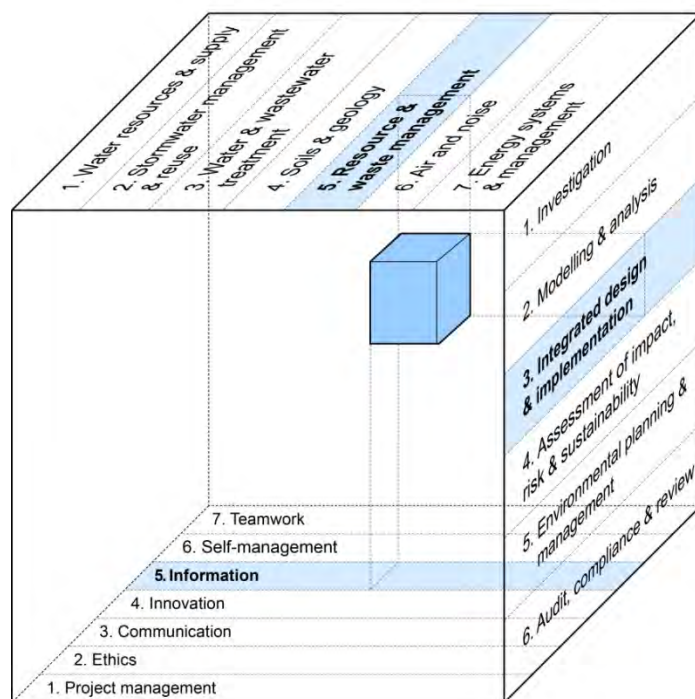 1. Water resources & supply
2. Stormwater management
& reuse
3. Water & wastewater
treatment
4. Soils & geology
5. Resource &
waste management
6. Air and noise
7. Energy systems
& management
1. Investigation
2. Modelling & analysis
3. Integrated design
& implementation
4. Assessment of impact,
risk & sustainability
5. Environmental planning &
management
6. Audit, compliance & review
7. Teamwork
6. Self-management
5. Information
4. Innovation
3. Communication
2. Ethics
1. Project management